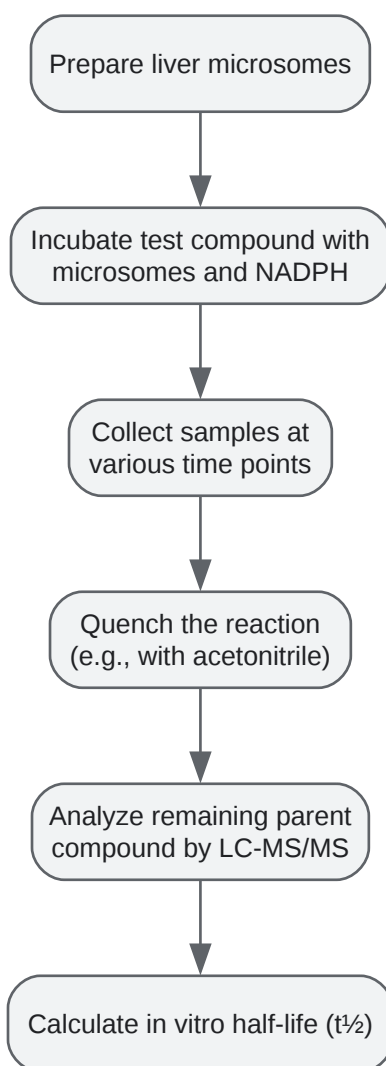 Prepare liver microsomes
Incubate test compound with
microsomes and NADPH
Collect samples at
various time points
Quench the reaction
(e.g., with acetonitrile)
Analyze remaining parent
compound by LC-MS/MS
Calculate in vitro half-life (t½)